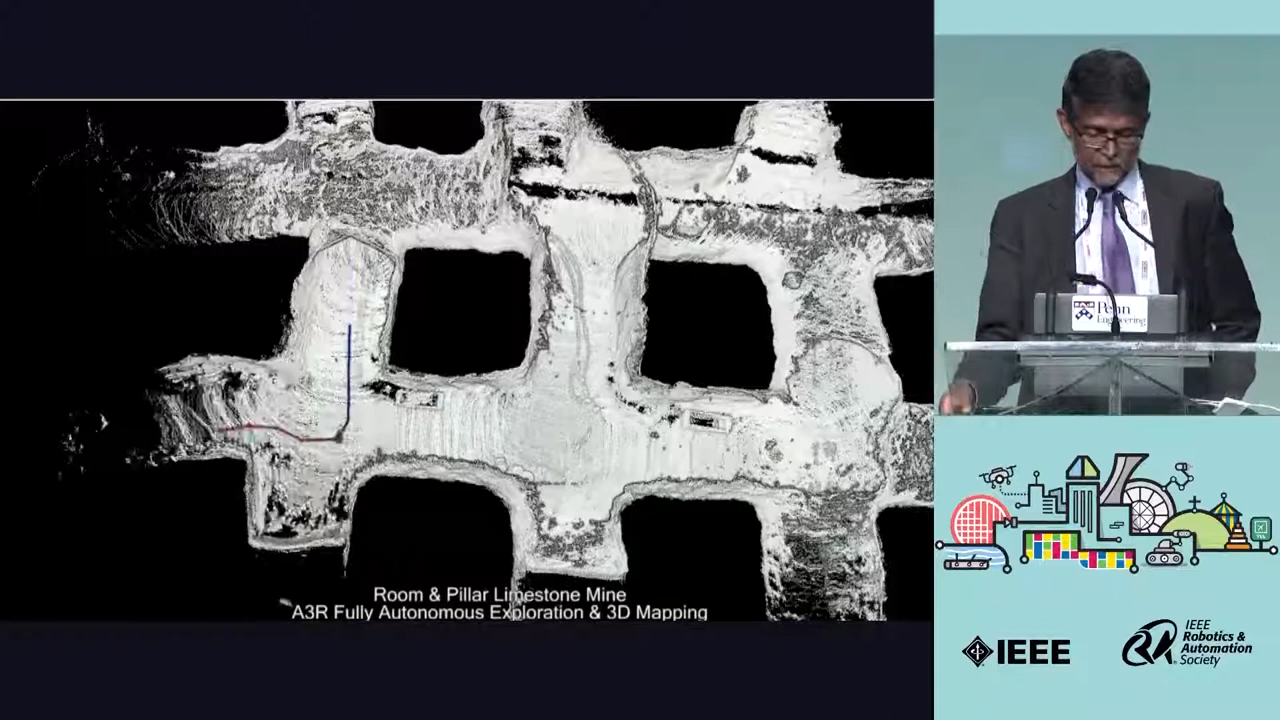 Room & Pillar Limestone Mine
A3R Fully Autonomous Exploration & 3D Mapping
Penn
Engineering
IEEE
IEEE
Robotics &
Automation
Society